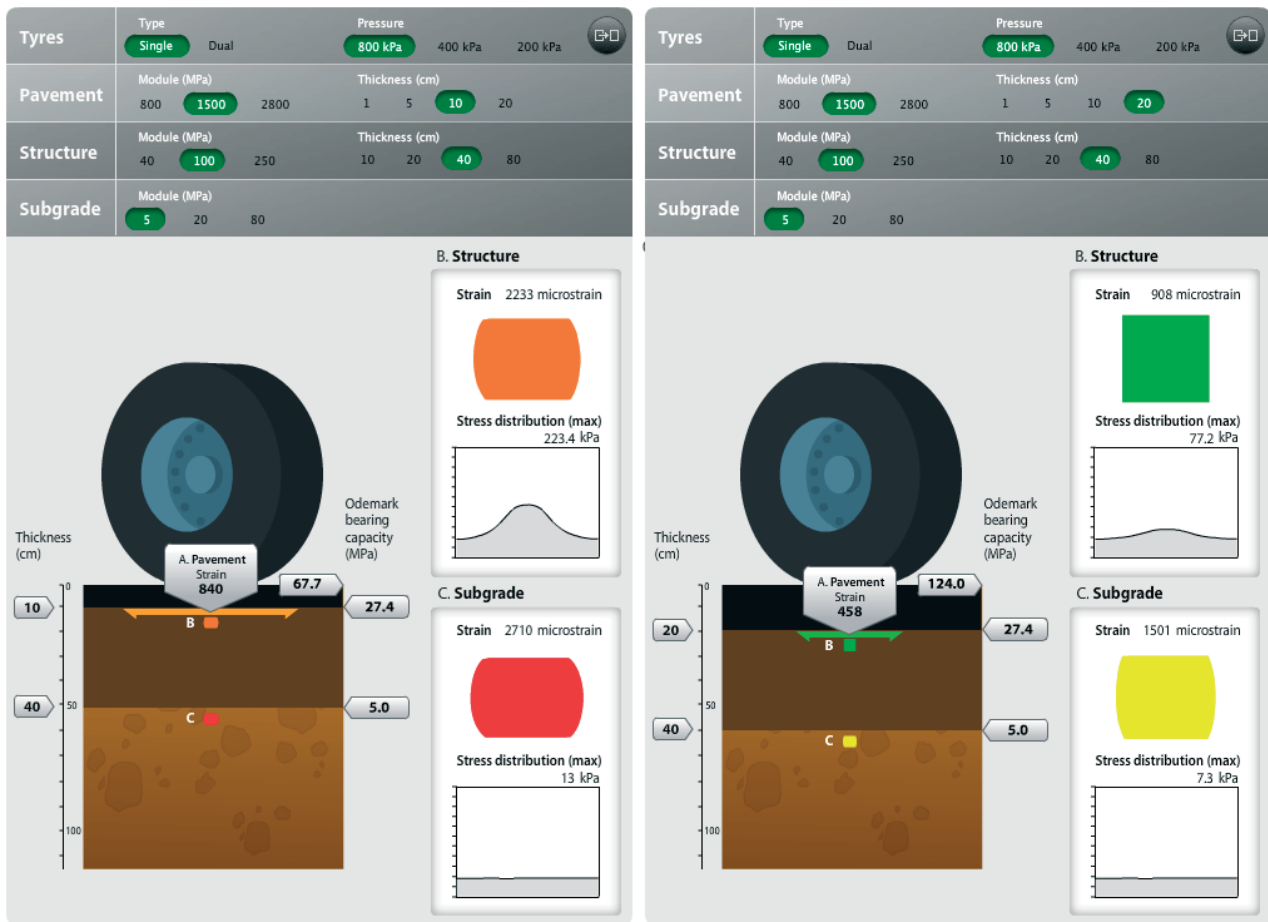 Tyres
Type
Single Dual
Pressure
800 kPa 400 kPa 200 kPa
Pavement
Module (MPa)
800 1500 2800
Thickness (cm)
1 5 10 20
Structure
Module (MPa)
40 100 250
Thickness (cm)
10 20 40 80
Subgrade
Module (MPa)
5 20 80
B. Structure
Strain 2233 microstrain
Stress distribution (max)
223.4 kPa
Thickness
(cm)
Odemark
bearing
capacity
(MPa)
A. Pavement
Strain
840
67.7
0
10
27.4
B
40
50
5.0
C
100
C. Subgrade
Strain 2710 microstrain
Stress distribution (max)
13 kPa
Tyres
Type
Single Dual
Pressure
800 kPa 400 kPa 200 kPa
Pavement
Module (MPa)
800 1500 2800
Thickness (cm)
1 5 10 20
Structure
Module (MPa)
40 100 250
Thickness (cm)
10 20 40 80
Subgrade
Module (MPa)
5 20 80
B. Structure
Strain 908 microstrain
Stress distribution (max)
77.2 kPa
Thickness
(cm)
Odemark
bearing
capacity
(MPa)
A. Pavement
Strain
458
124.0
0
20
27.4
B
50
40
5.0
C
100
C. Subgrade
Strain 1501 microstrain
Stress distribution (max)
7.3 kPa